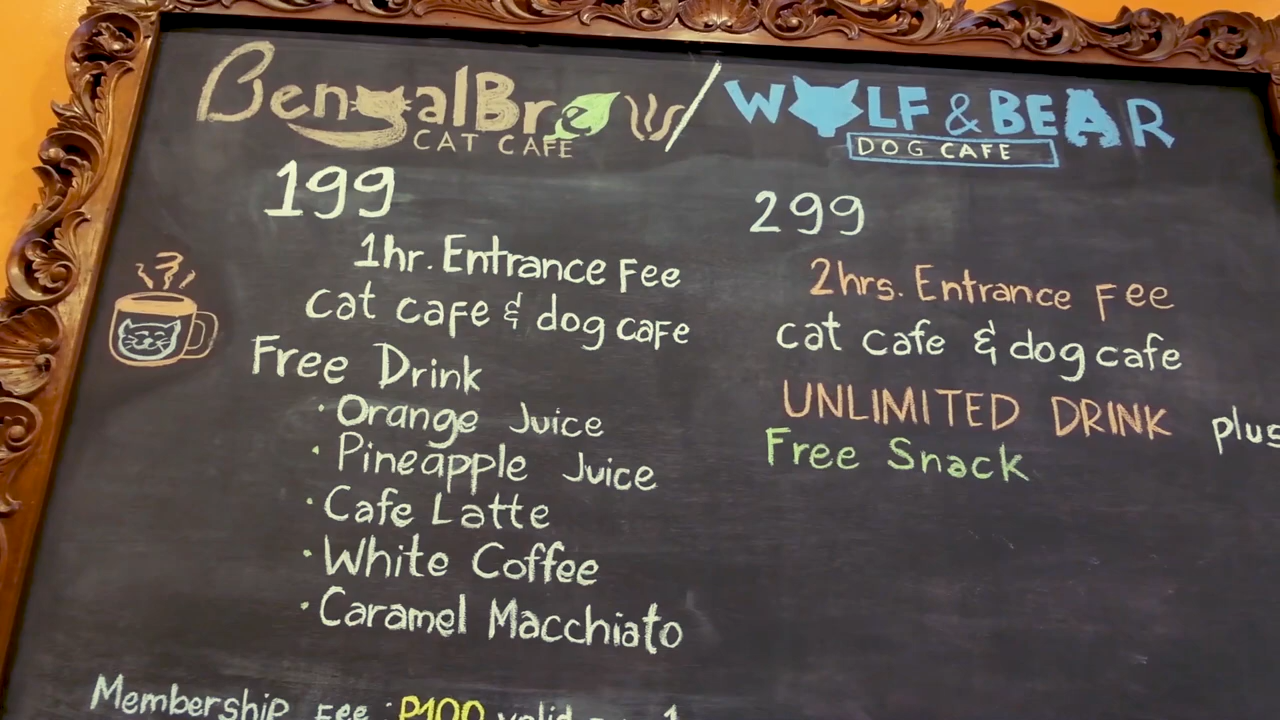 BengalBrew / WOLF & BEAR
CAT CAFE
DOG CAFE
199
1hr. Entrance Fee
cat cafe & dog cafe
Free Drink
· Orange Juice
· Pineapple Juice
· Cafe Latte
· White Coffee
· Caramel Macchiato
299
2hrs. Entrance Fee
cat cafe & dog cafe
UNLIMITED DRINK plus
Free Snack
Membership Fee : P100 valid